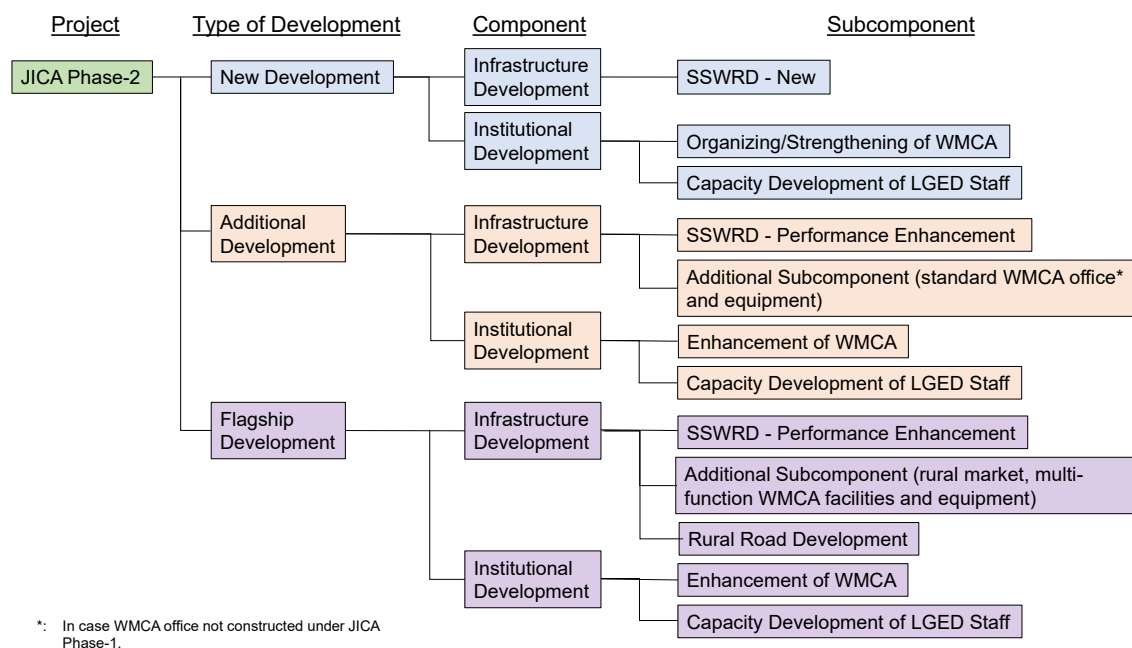 Project
Type of Development
Component
Subcomponent
JICA Phase-2
New Development
Infrastructure
Development
SSWRD - New
Institutional
Development
Organizing/Strengthening of WMCA
Capacity Development of LGED Staff
Additional
Development
Infrastructure
Development
SSWRD - Performance Enhancement
Additional Subcomponent (standard WMCA office*
and equipment)
Institutional
Development
Enhancement of WMCA
Capacity Development of LGED Staff
Flagship
Development
Infrastructure
Development
SSWRD - Performance Enhancement
Additional Subcomponent (rural market, multi-
function WMCA facilities and equipment)
Rural Road Development
Institutional
Development
Enhancement of WMCA
Capacity Development of LGED Staff
*: In case WMCA office not constructed under JICA
Phase-1.